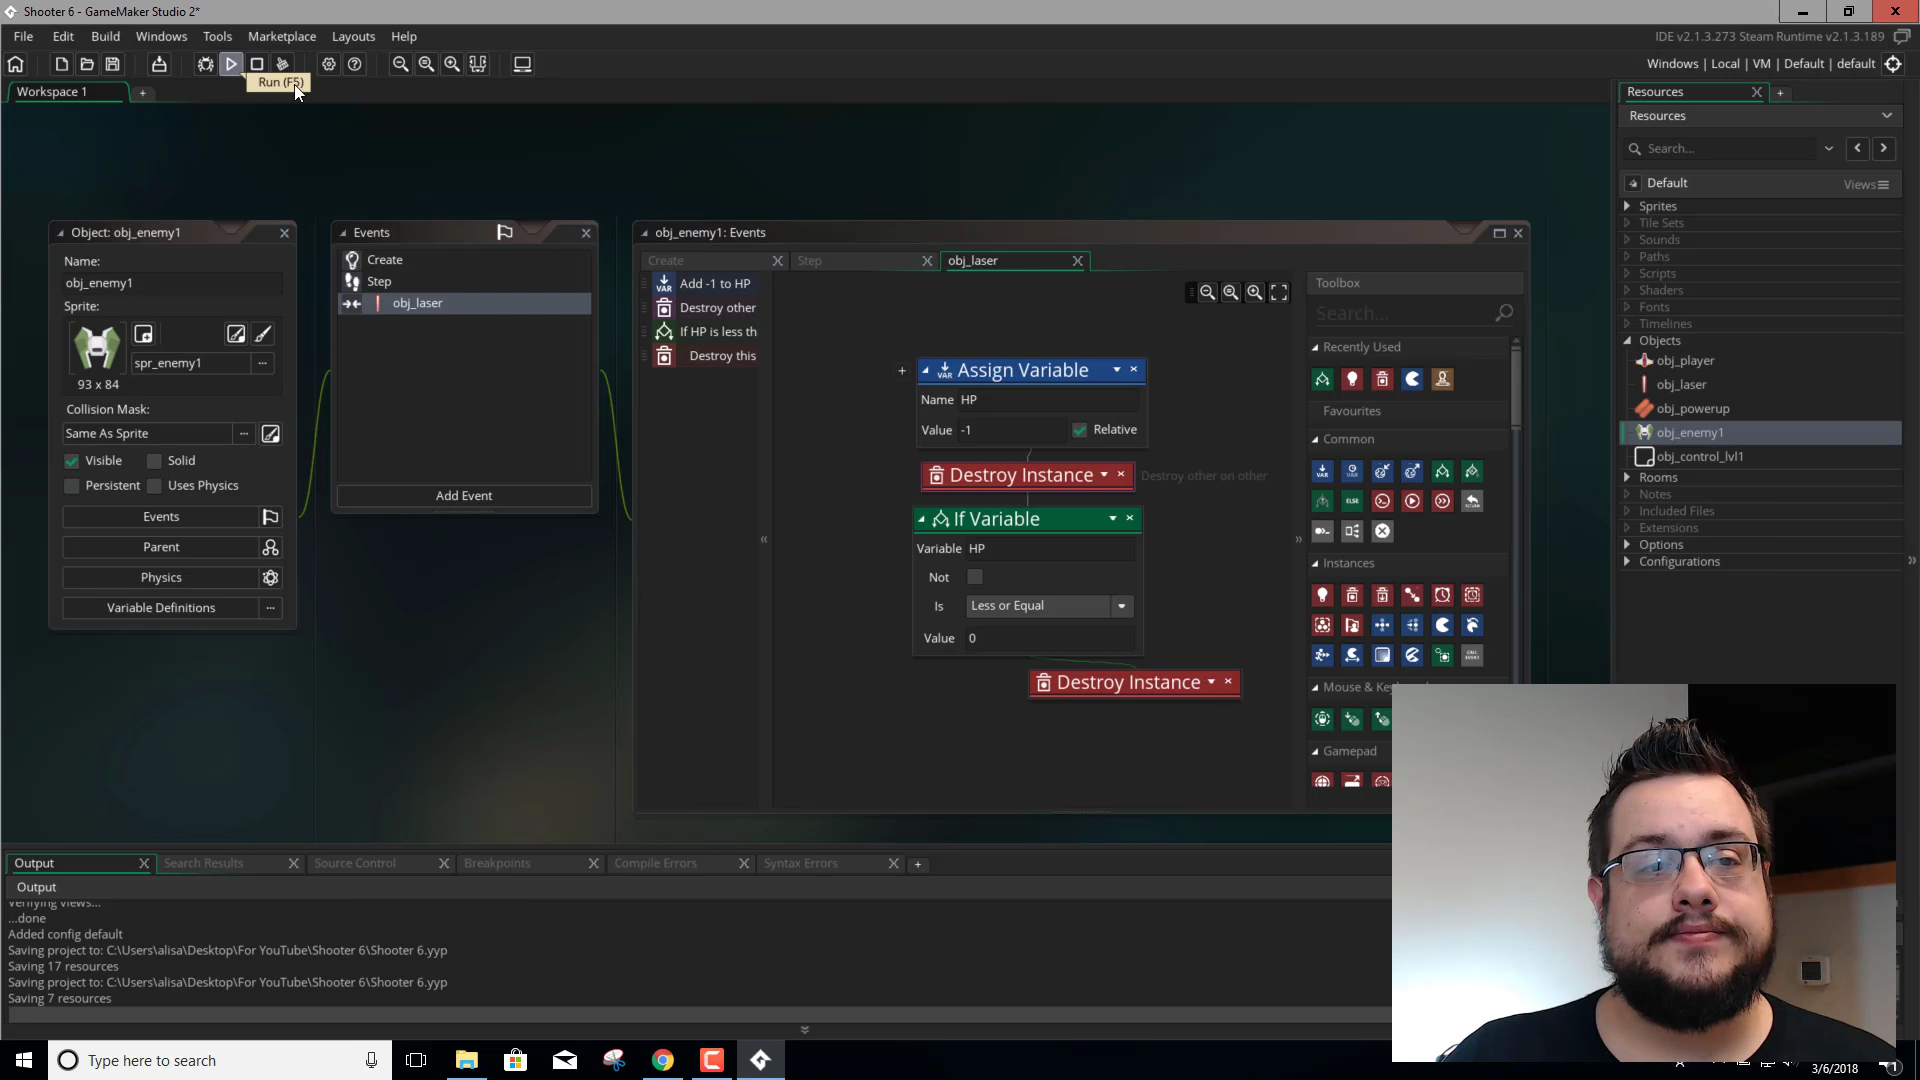 Shooter 6 - GameMaker Studio 2*
File Edit Build Windows Tools Marketplace Layouts Help
IDE v2.1.3.273 Steam Runtime v2.1.3.189
Windows | Local | VM | Default | default
Run (F5)
Workspace 1
Resources
Resources
Search...
Default
Views
Sprites
Tile Sets
Sounds
Paths
Scripts
Shaders
Fonts
Timelines
Objects
obj_player
obj_laser
obj_powerup
obj_enemy1
obj_control_lvl1
Rooms
Notes
Included Files
Extensions
Options
Configurations
Object: obj_enemy1
Name:
obj_enemy1
Sprite:
spr_enemy1
93 x 84
Collision Mask:
Same As Sprite
Visible Solid
Persistent Uses Physics
Events
Parent
Physics
Variable Definitions
Events
Create
Step
obj_laser
Add Event
obj_enemy1: Events
Create Step obj_laser
Add -1 to HP
Destroy other
If HP is less th
Destroy this
Assign Variable
Name HP
Value -1 Relative
Destroy Instance Destroy other on other
If Variable
Variable HP
Not
Is Less or Equal
Value 0
Destroy Instance
Toolbox
Search...
Recently Used
Favourites
Common
ELSE
Instances
Mouse & Key
Gamepad
Output Search Results Source Control Breakpoints Compile Errors Syntax Errors
Output
Verifying views...
...done
Added config default
Saving project to: C:\Users\alisa\Desktop\For YouTube\Shooter 6\Shooter 6.yyp
Saving 17 resources
Saving project to: C:\Users\alisa\Desktop\For YouTube\Shooter 6\Shooter 6.yyp
Saving 7 resources
Type here to search
3/6/2018